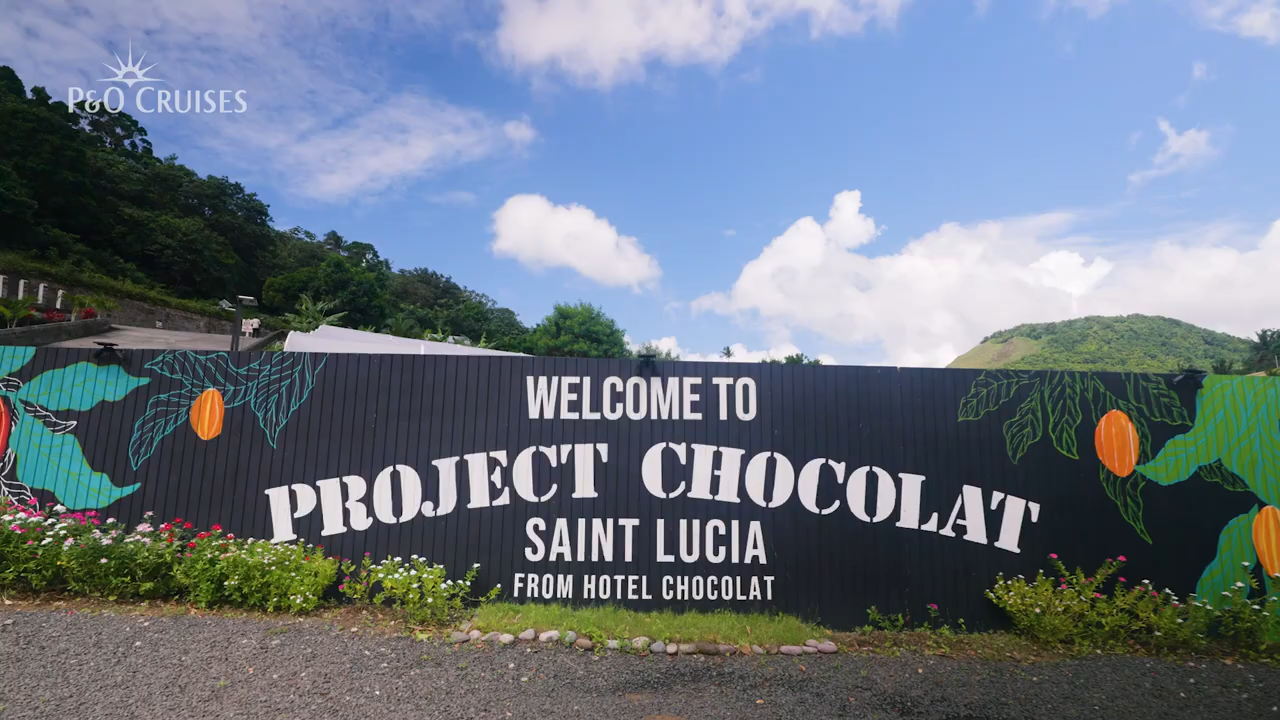 P&O CRUISES
WELCOME TO
PROJECT CHOCOLAT
SAINT LUCIA
FROM HOTEL CHOCOLAT